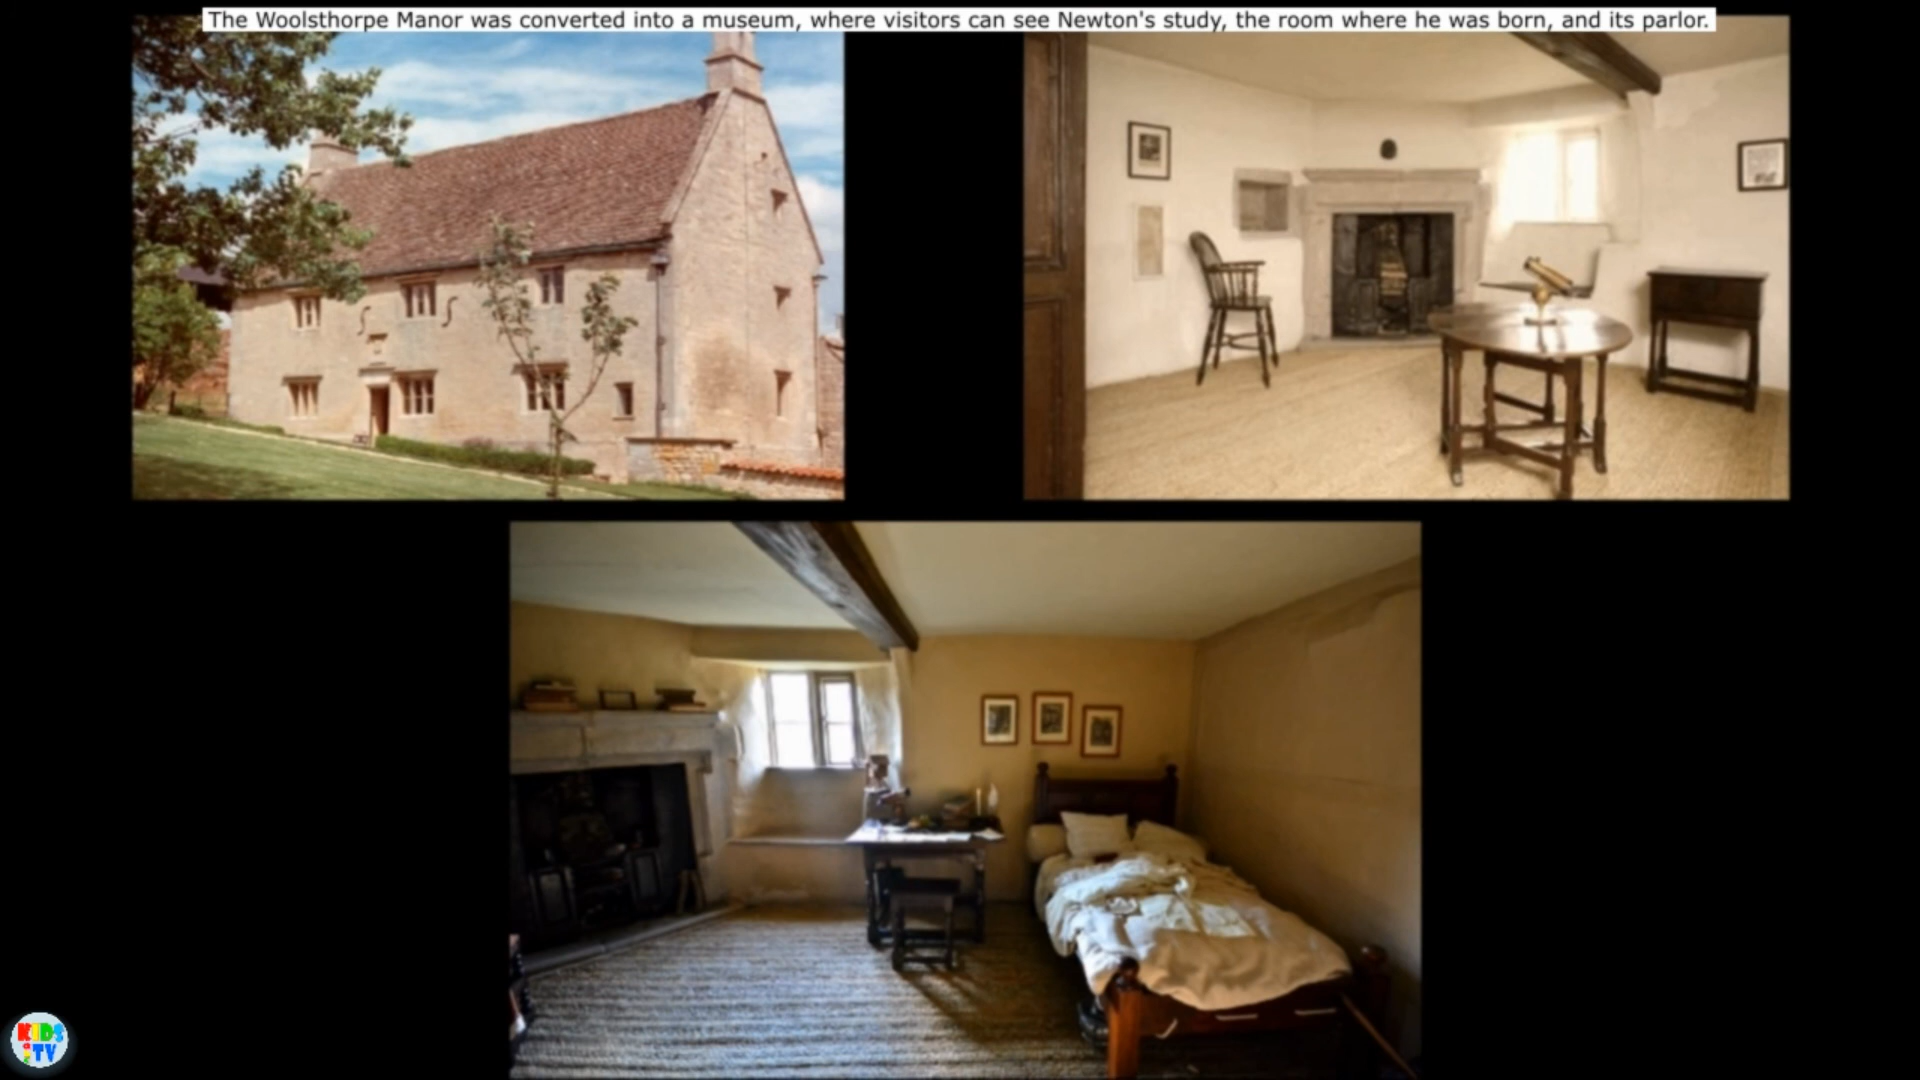 The Woolsthorpe Manor was converted into a museum, where visitors can see Newton's study, the room where he was born, and its parlor.
KIDS
TV